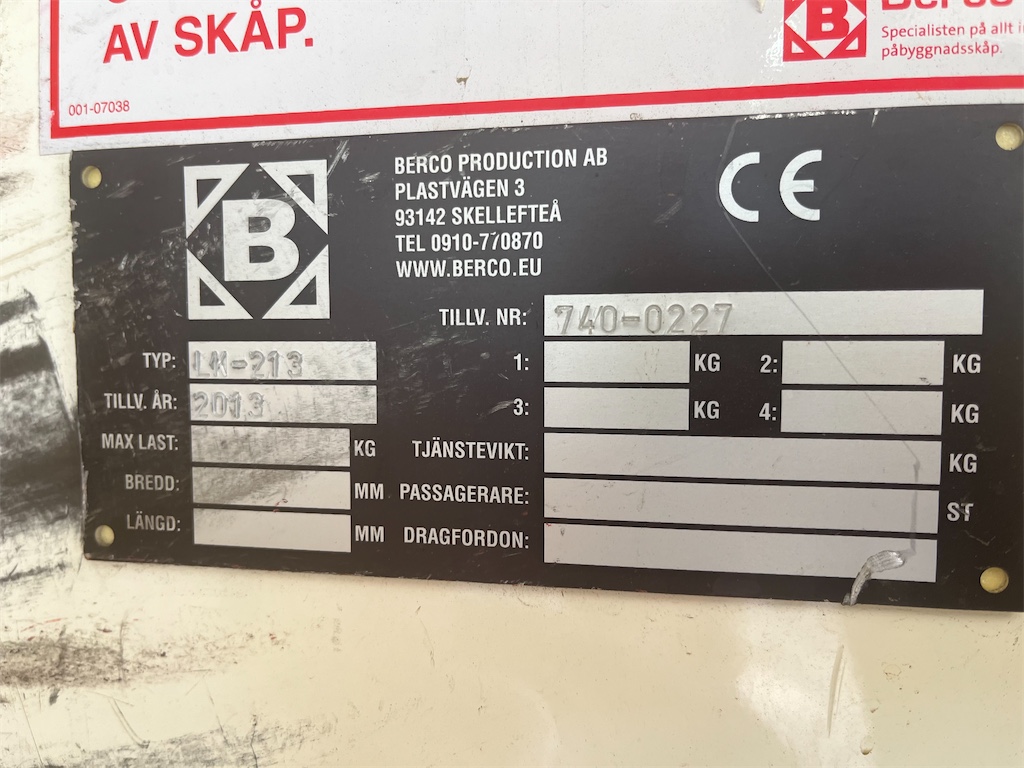 AV SKÅP.
001-07038
B
Specialisten på allt i
påbyggnadsskåp.
B
BERCO PRODUCTION AB
PLASTVÄGEN 3
93142 SKELLEFTEÅ
TEL 0910-770870
WWW.BERCO.EU
CE
TILLV. NR: 740-0227
TYP: LK-213
1: KG 2: KG
TILLV. ÅR: 2013
3: KG 4: KG
MAX LAST: KG
TJÄNSTEVIKT: KG
BREDD: MM
PASSAGERARE: ST
LÄNGD: MM
DRAGFORDON: